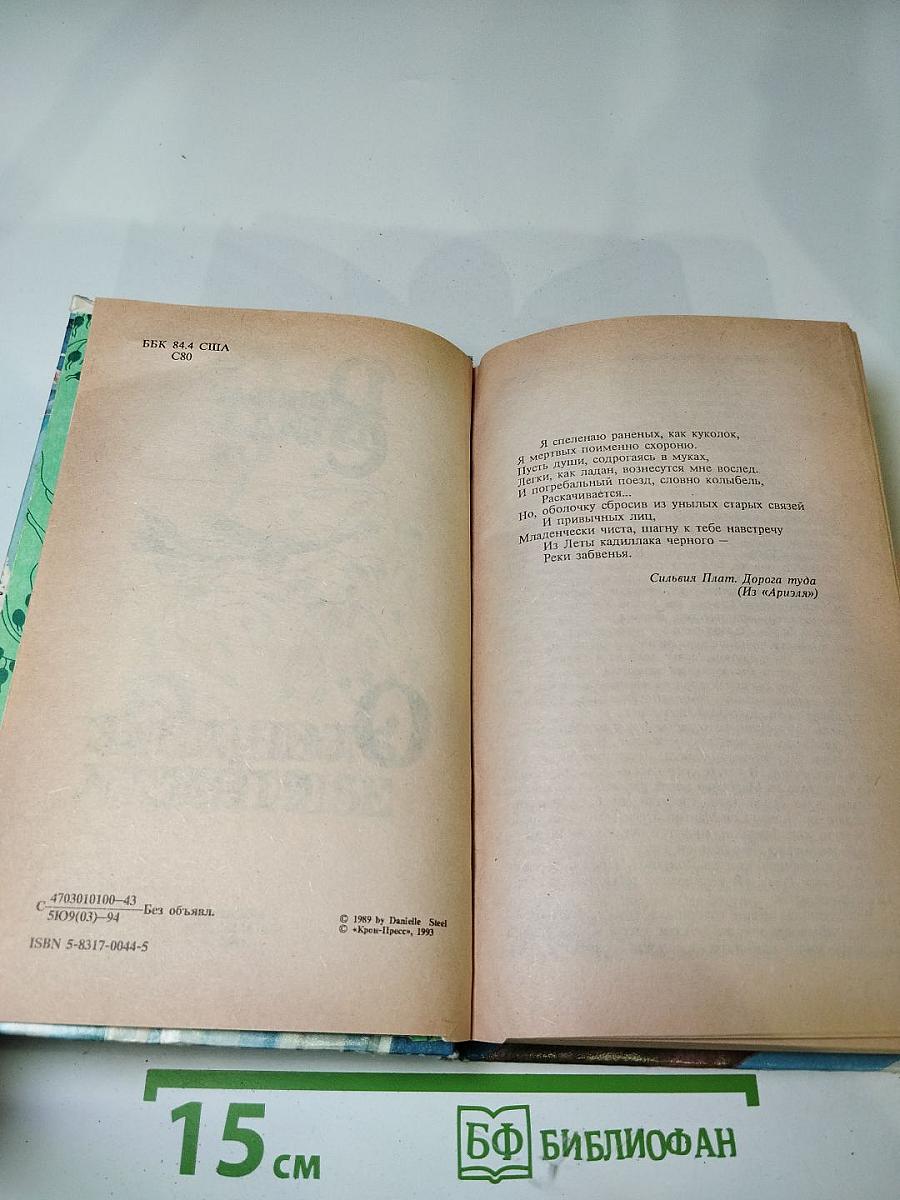 ББК 84.4 США
С80
С 4703010100—43
5Ю9(03)—94 Без объявл.
ISBN 5-8317-0044-5
© 1989 by Danielle Steel
© «Крон-Пресс», 1993
Я спеленаю раненых, как куколок,
Я мертвых поименно схороню.
Пусть души, содрогаясь в муках,
Легки, как ладан, вознесутся мне вослед.
И погребальный поезд, словно колыбель,
Раскачивается...
Но, оболочку сбросив из унылых старых связей
И привычных лиц,
Младенчески чиста, шагну к тебе навстречу
Из Леты кадиллака черного —
Реки забвенья.
Сильвия Плат. Дорога туда
(Из «Ариэля»)
15 см
БФ БИБЛИОФАН